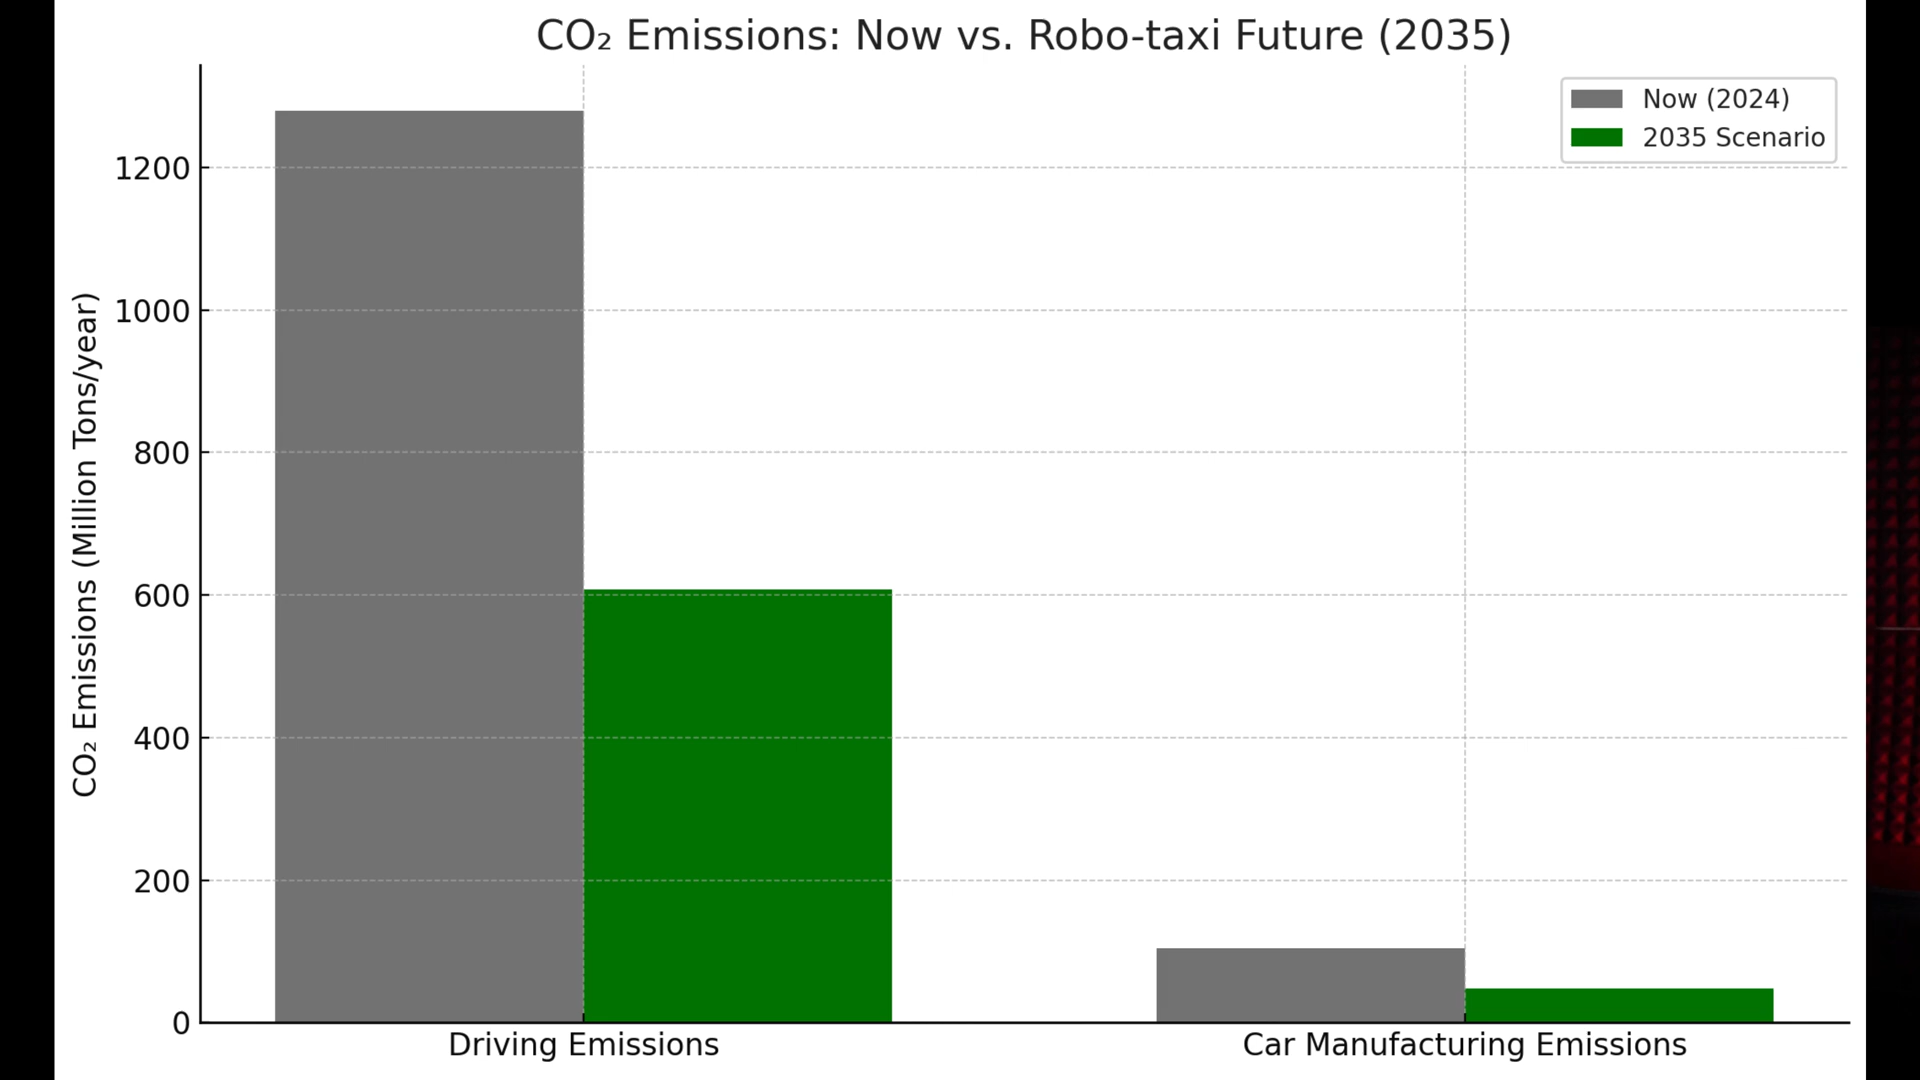 CO₂ Emissions: Now vs. Robo-taxi Future (2035)
Now (2024)
2035 Scenario
CO₂ Emissions (Million Tons/year)
1200
1000
800
600
400
200
0
Driving Emissions
Car Manufacturing Emissions